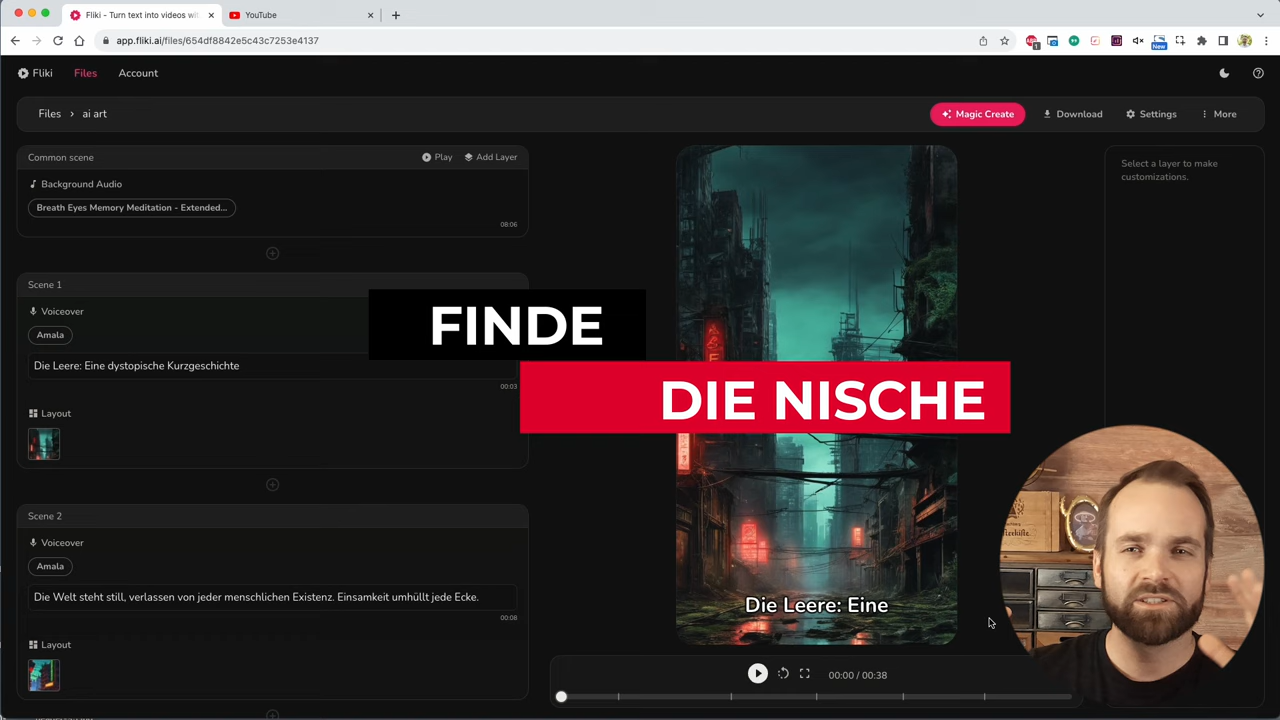 Fliki - Turn text into videos wit
YouTube
app.fliki.ai/files/654df8842e5c43c7253e4137
1
New
Fliki
Files
Account
Files > ai art
Magic Create
Download
Settings
More
Common scene
Play
Add Layer
Background Audio
Breath Eyes Memory Meditation - Extended...
08:06
Scene 1
Voiceover
Amala
Die Leere: Eine dystopische Kurzgeschichte
00:03
Layout
Scene 2
Voiceover
Amala
Die Welt steht still, verlassen von jeder menschlichen Existenz. Einsamkeit umhüllt jede Ecke.
00:08
Layout
FINDE
DIE NISCHE
Die Leere: Eine
00:00 / 00:38
Select a layer to make
customizations.